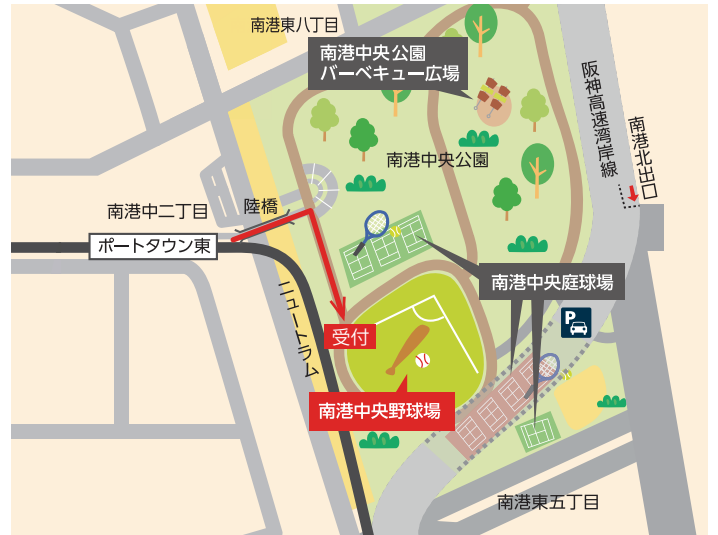 南港東八丁目
南港中央公園
バーベキュー広場
阪神高速湾岸線
南港北出口
南港中央公園
南港中二丁目
陸橋
ポートタウン東
ニュートラム
南港中央庭球場
P
受付
南港中央野球場
南港東五丁目